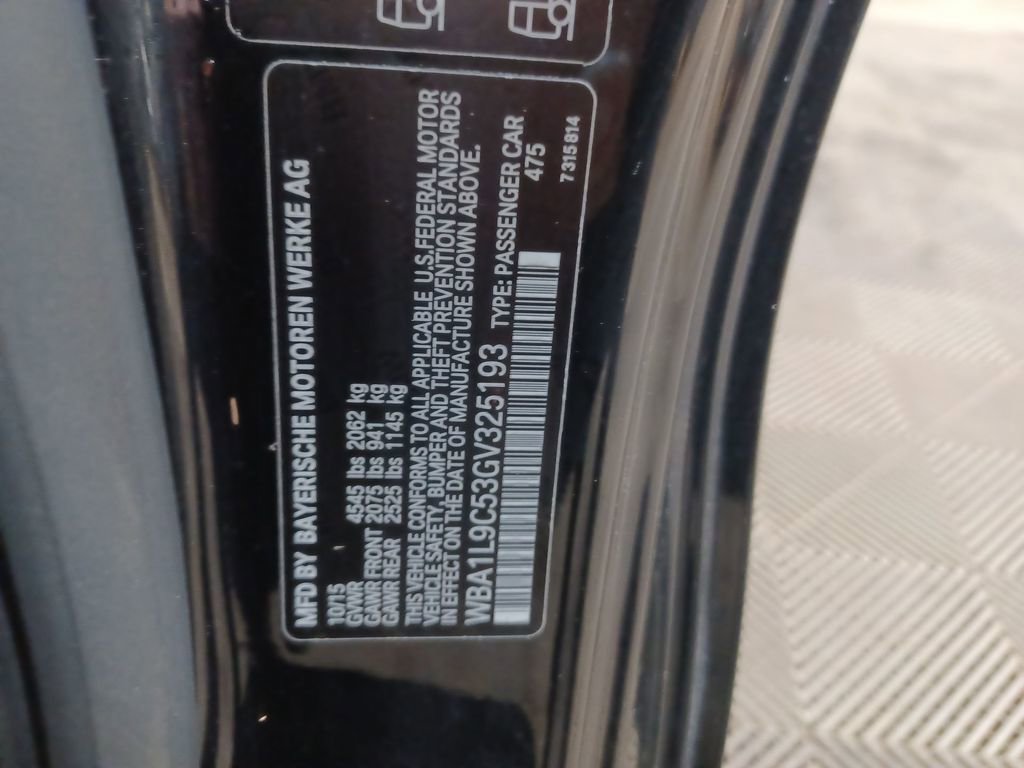 MFD BY BAYERISCHE MOTOREN WERKE AG
10/15
GVWR 4545 lbs 2062 kg
GAWR FRONT 2075 lbs 941 kg
GAWR REAR 2525 lbs 1145 kg
THIS VEHICLE CONFORMS TO ALL APPLICABLE U.S. FEDERAL MOTOR
VEHICLE SAFETY, BUMPER AND THEFT PREVENTION STANDARDS
IN EFFECT ON THE DATE OF MANUFACTURE SHOWN ABOVE.
WBA1L9C53GV325193 TYPE: PASSENGER CAR
475
7 315 814